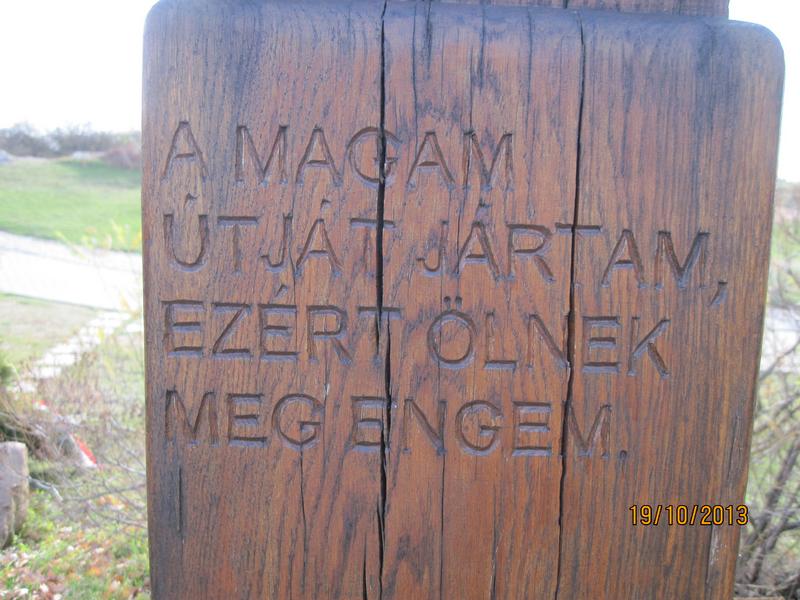 A MAGAM
ÚTJÁT JÁRTAM,
EZÉRT ÖLNEK
MEG ENGEM.
19/10/2013